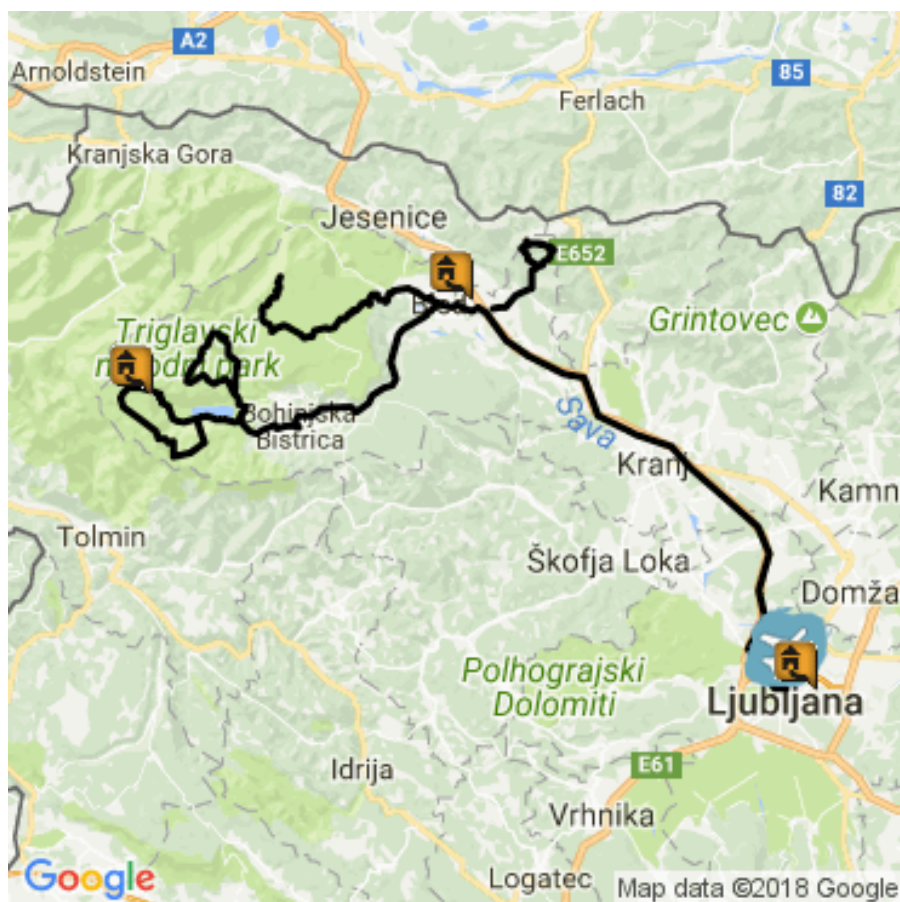 A2
Arnoldstein
85
Ferlach
Kranjska Gora
82
Jesenice
E652
Grintovec
Triglavski
park
Bohinjska
Bistrica
Sava
Kranj
Kamn
Tolmin
Škofja Loka
Domža
Polhograjski
Dolomiti
Ljubljana
Idrija
E61
Vrhnika
Logatec
Google
Map data ©2018 Google